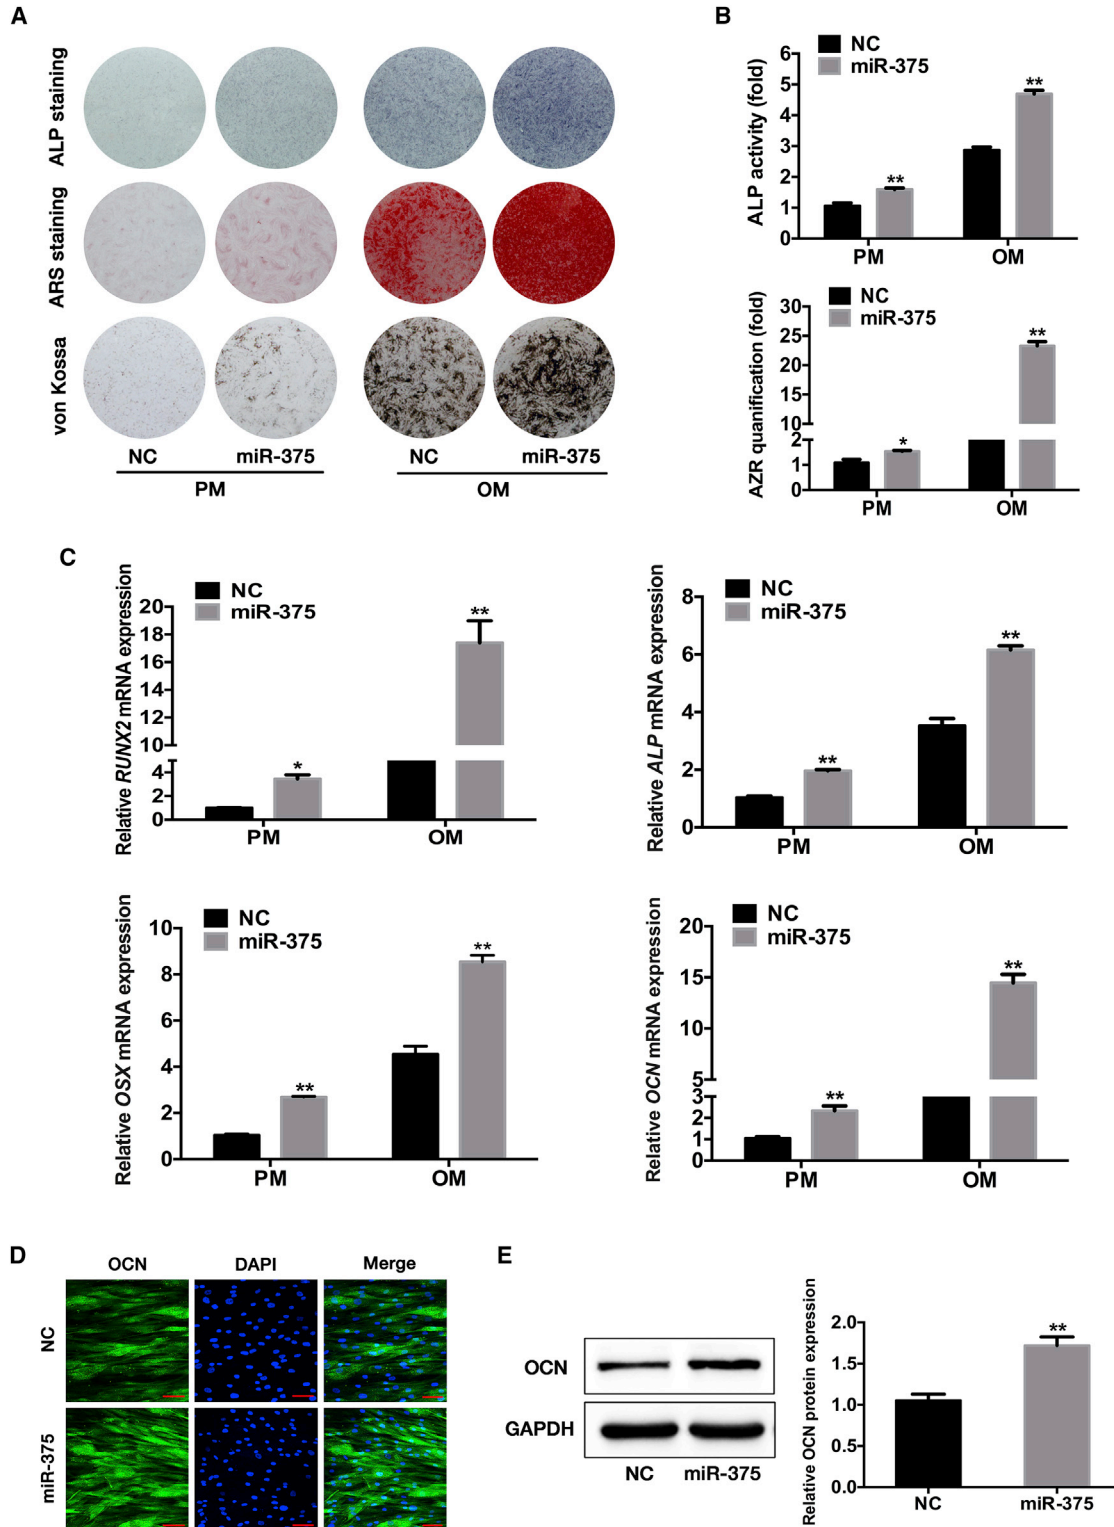 A
ALP staining
ARS staining
von Kossa
NC
miR-375
NC
miR-375
PM
OM
B
NC
miR-375
ALP activity (fold)
6
5
4
3
2
1
0
**
**
PM
OM
NC
miR-375
AZR quanification (fold)
30
25
20
15
10
2
1
0
*
**
PM
OM
C
NC
miR-375
Relative RUNX2 mRNA expression
20
18
16
14
12
10
4
2
0
*
**
PM
OM
NC
miR-375
Relative ALP mRNA expression
8
6
4
2
0
**
**
PM
OM
NC
miR-375
Relative OSX mRNA expression
10
8
6
4
2
0
**
**
PM
OM
NC
miR-375
Relative OCN mRNA expression
20
15
10
5
3
2
1
0
**
**
PM
OM
D
OCN
DAPI
Merge
NC
miR-375
E
OCN
GAPDH
NC
miR-375
Relative OCN protein expression
2.0
1.5
1.0
0.5
0.0
**
NC
miR-375